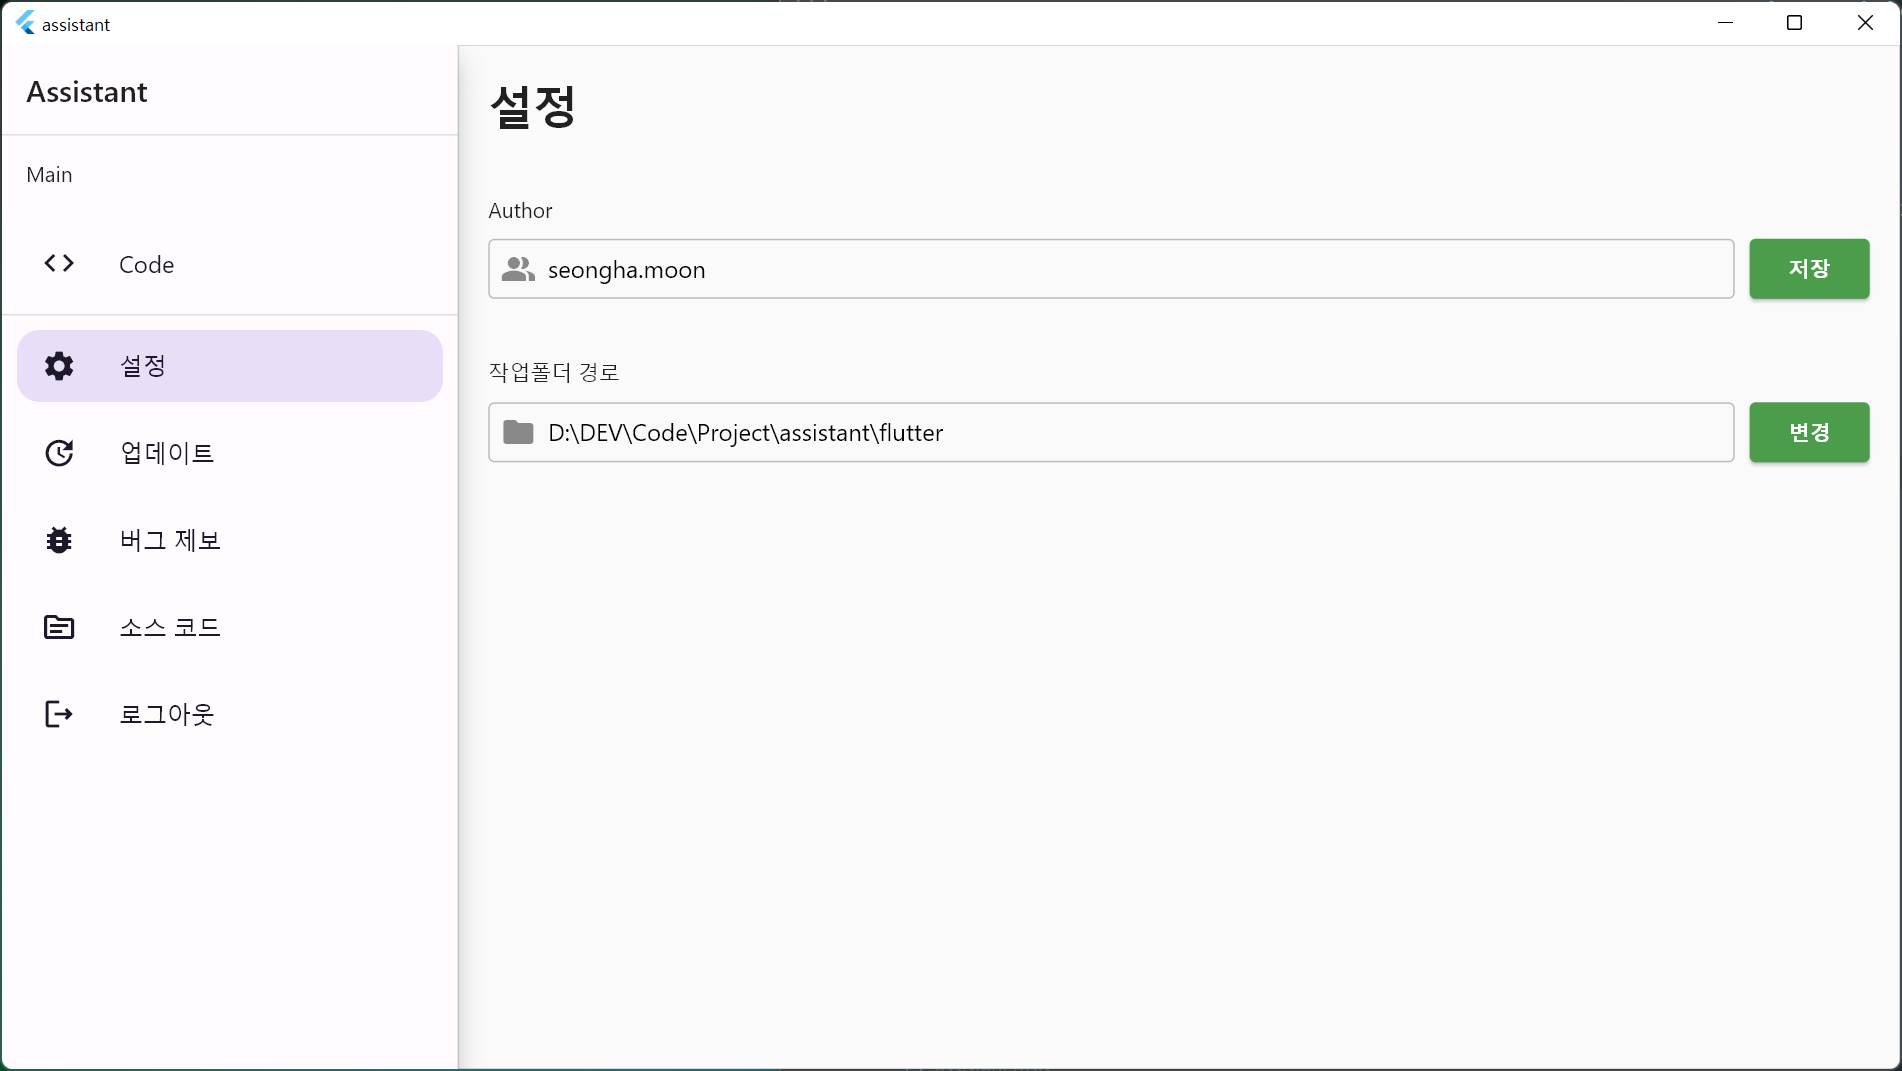 assistant
Assistant
Main
Code
설정
업데이트
버그 제보
소스 코드
로그아웃
설정
Author
seongha.moon
저장
작업폴더 경로
D:\DEV\Code\Project\assistant\flutter
변경